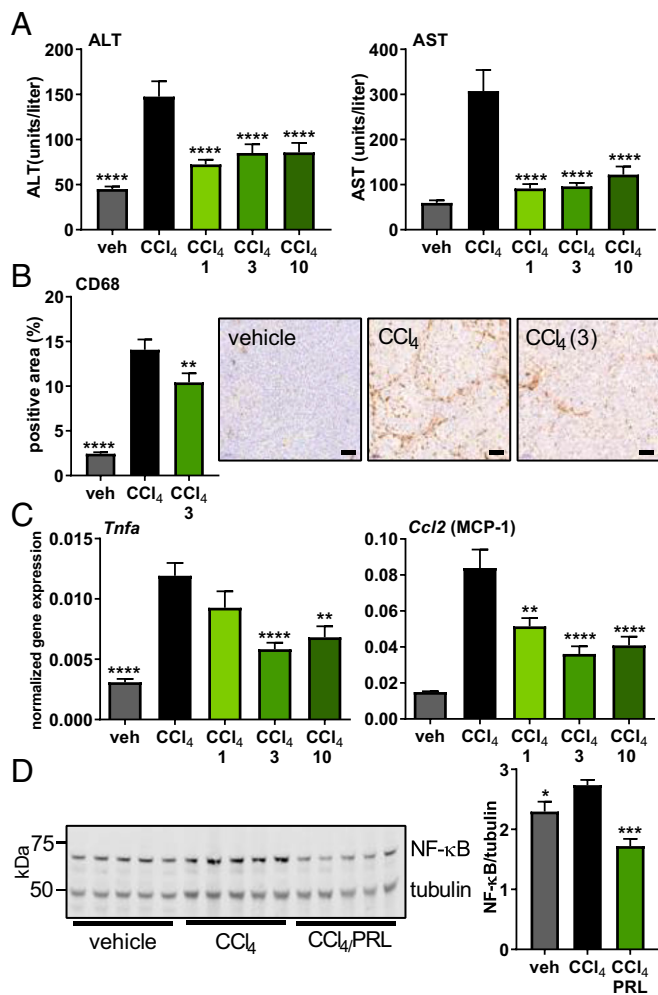 A
ALT
ALT(units/liter)
200
150
100
50
0
****
****
****
****
veh
CCl₄
CCl₄
1
CCl₄
3
CCl₄
10
AST
AST (units/liter)
400
300
200
100
0
****
****
****
veh
CCl₄
CCl₄
1
CCl₄
3
CCl₄
10
B
CD68
positive area (%)
20
15
10
5
0
****
**
veh
CCl₄
CCl₄
3
vehicle
CCl₄
CCl₄ (3)
C
Tnfa
normalized gene expression
0.015
0.010
0.005
0.000
****
****
**
veh
CCl₄
CCl₄
1
CCl₄
3
CCl₄
10
Ccl2 (MCP-1)
0.10
0.08
0.06
0.04
0.02
0.00
**
****
****
veh
CCl₄
CCl₄
1
CCl₄
3
CCl₄
10
D
kDa
75
50
NF-κB
tubulin
vehicle
CCl₄
CCl₄/PRL
NF-κB/tubulin
3
2
1
0
*
***
veh
CCl₄
CCl₄
PRL